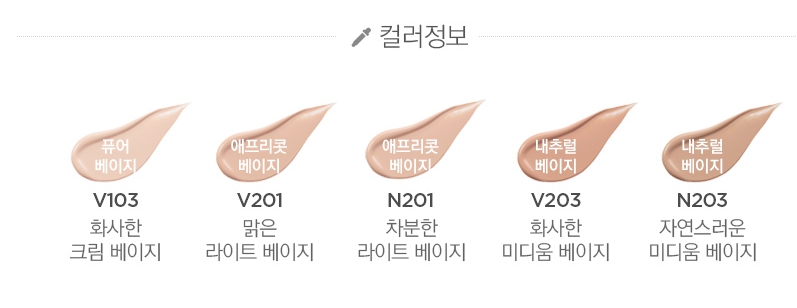 컬러정보
퓨어
베이지
V103
화사한
크림 베이지
애프리콧
베이지
V201
맑은
라이트 베이지
애프리콧
베이지
N201
차분한
라이트 베이지
내추럴
베이지
V203
화사한
미디움 베이지
내추럴
베이지
N203
자연스러운
미디움 베이지